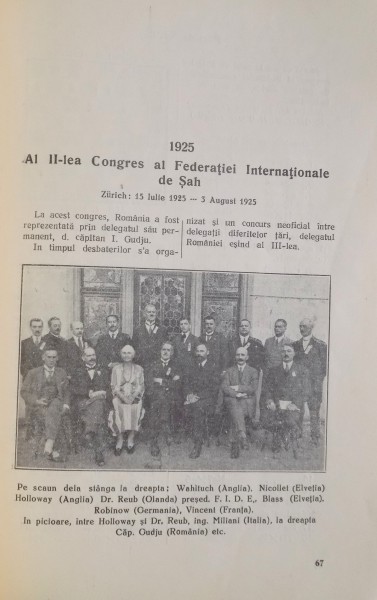 1925
Al II-lea Congres al Federației Internaționale
de Șah
Zürich: 15 Iulie 1925 — 3 August 1925
La acest congres, România a fost
reprezentată prin delegatul său per-
manent, d. căpitan I. Gudju.
In timpul desbaterilor s'a orga-
nizat și un concurs neoficial între
delegații diferitelor țări, delegatul
României eșind al III-lea.
Pe scaun dela stânga la dreapta: Wahltuch (Anglia), Nicollet (Elveția)
Holloway (Anglia) Dr. Reub (Olanda) președ. F. I. D. E., Blass (Elveția),
Robinow (Germania), Vincent (Franța).
In picioare, între Holloway și Dr. Reub, ing. Miliani (Italia), la dreapta
Căp. Gudju (România) etc.
67